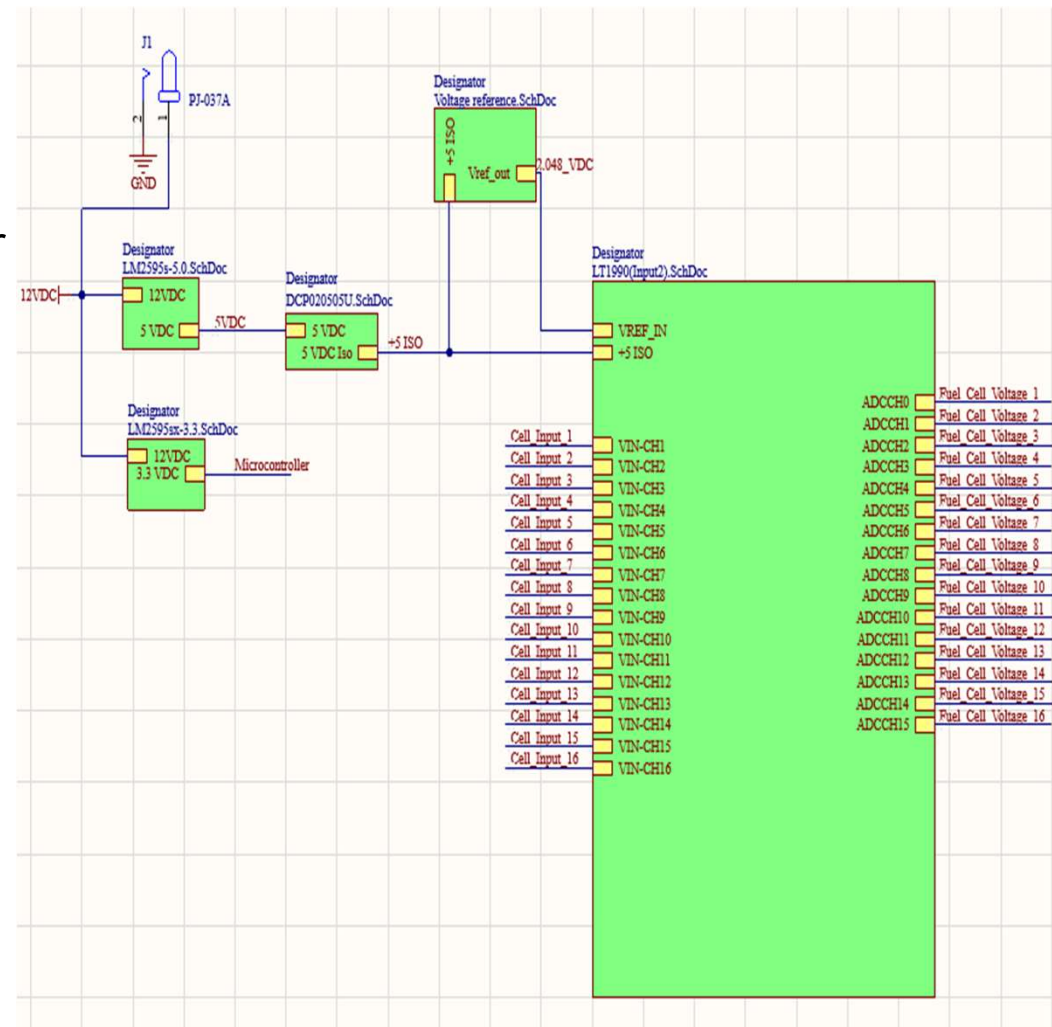 J1
PJ-037A
2
1
GND
Designator
Voltage reference.SchDoc
+5 ISO
Vref_out
2.048_VDC
Designator
LM2595s-5.0.SchDoc
12VDC
12VDC
5 VDC
5VDC
Designator
DCP020505U.SchDoc
5 VDC
5 VDC Iso
+5 ISO
Designator
LM2595sx-3.3.SchDoc
12VDC
3.3 VDC
Microcontroller
Designator
LT1990(Input2).SchDoc
VREF_IN
+5 ISO
Cell_Input_1
Cell_Input_2
Cell_Input_3
Cell_Input_4
Cell_Input_5
Cell_Input_6
Cell_Input_7
Cell_Input_8
Cell_Input_9
Cell_Input_10
Cell_Input_11
Cell_Input_12
Cell_Input_13
Cell_Input_14
Cell_Input_15
Cell_Input_16
VIN-CH1
VIN-CH2
VIN-CH3
VIN-CH4
VIN-CH5
VIN-CH6
VIN-CH7
VIN-CH8
VIN-CH9
VIN-CH10
VIN-CH11
VIN-CH12
VIN-CH13
VIN-CH14
VIN-CH15
VIN-CH16
ADCCH0
ADCCH1
ADCCH2
ADCCH3
ADCCH4
ADCCH5
ADCCH6
ADCCH7
ADCCH8
ADCCH9
ADCCH10
ADCCH11
ADCCH12
ADCCH13
ADCCH14
ADCCH15
Fuel_Cell_Voltage_1
Fuel_Cell_Voltage_2
Fuel_Cell_Voltage_3
Fuel_Cell_Voltage_4
Fuel_Cell_Voltage_5
Fuel_Cell_Voltage_6
Fuel_Cell_Voltage_7
Fuel_Cell_Voltage_8
Fuel_Cell_Voltage_9
Fuel_Cell_Voltage_10
Fuel_Cell_Voltage_11
Fuel_Cell_Voltage_12
Fuel_Cell_Voltage_13
Fuel_Cell_Voltage_14
Fuel_Cell_Voltage_15
Fuel_Cell_Voltage_16